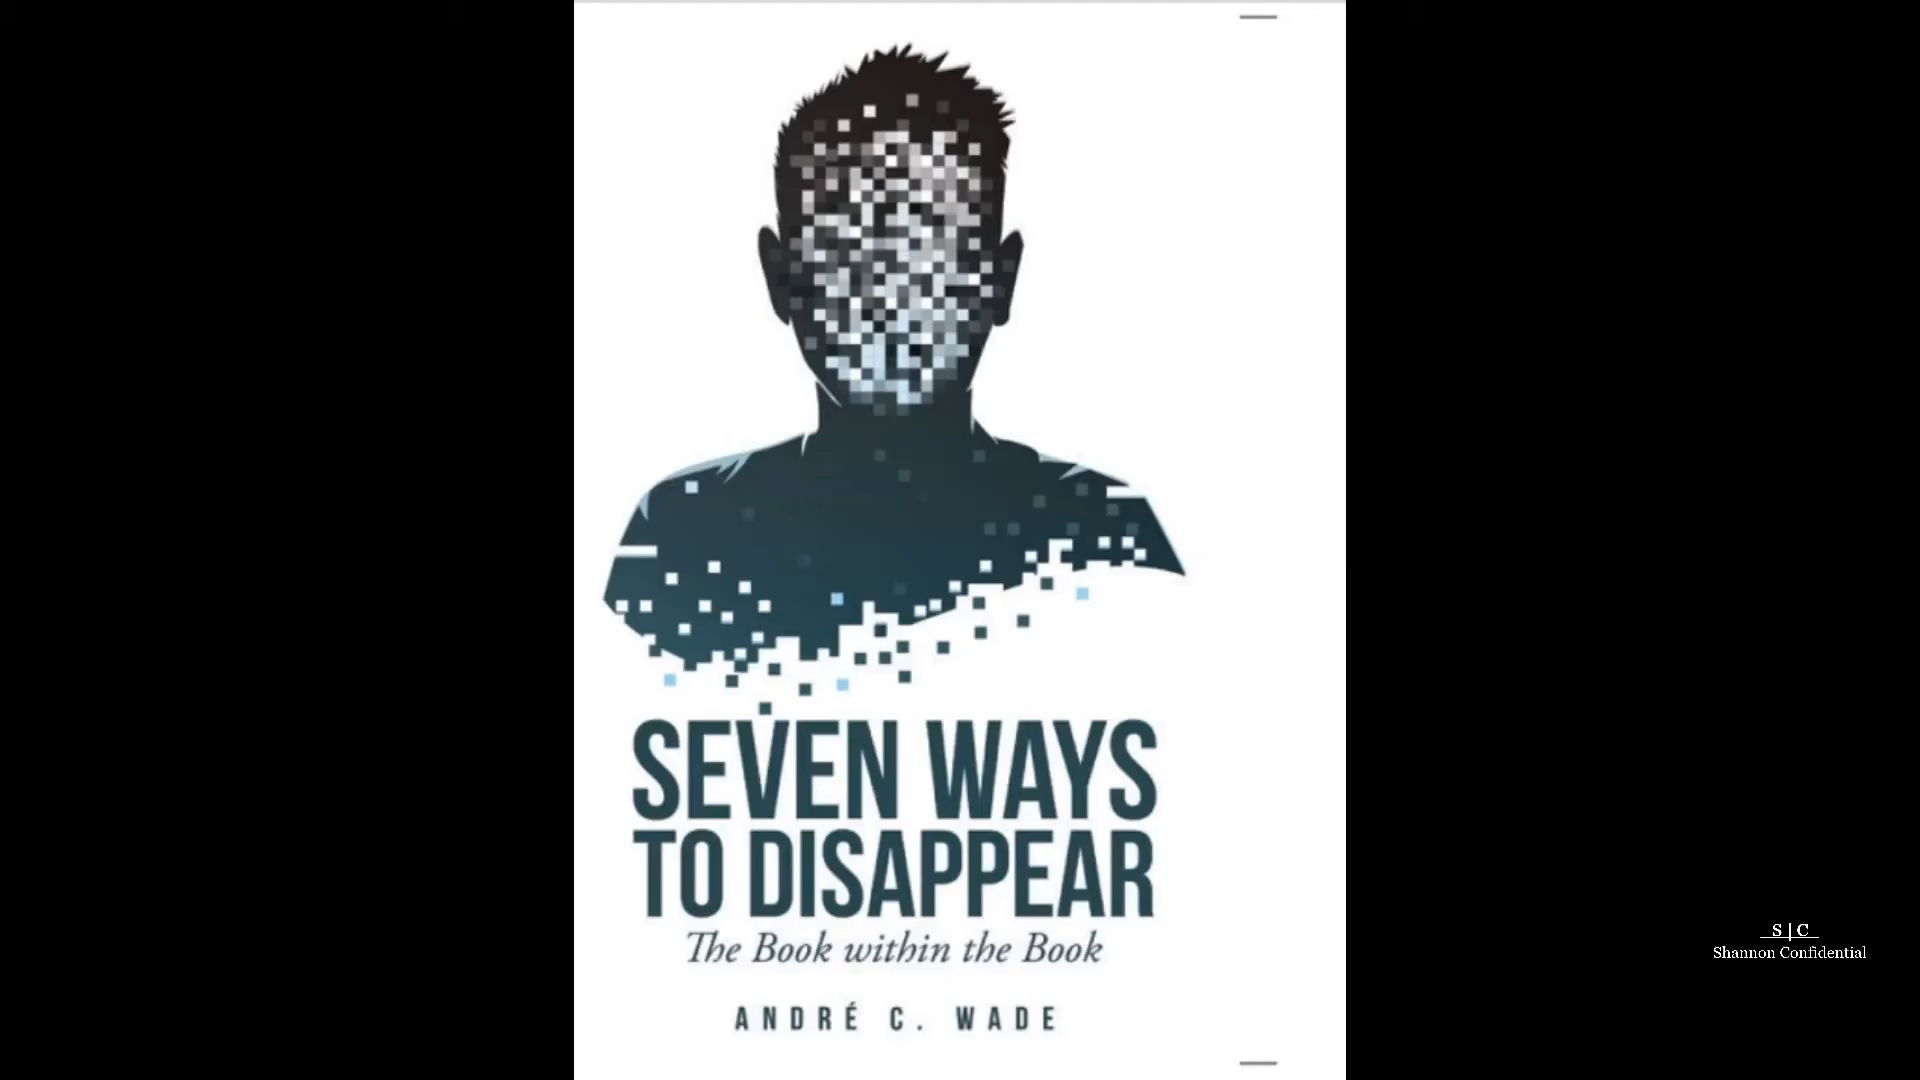 SEVEN WAYS
TO DISAPPEAR
The Book within the Book
ANDRÉ C. WADE
S|C
Shannon Confidential